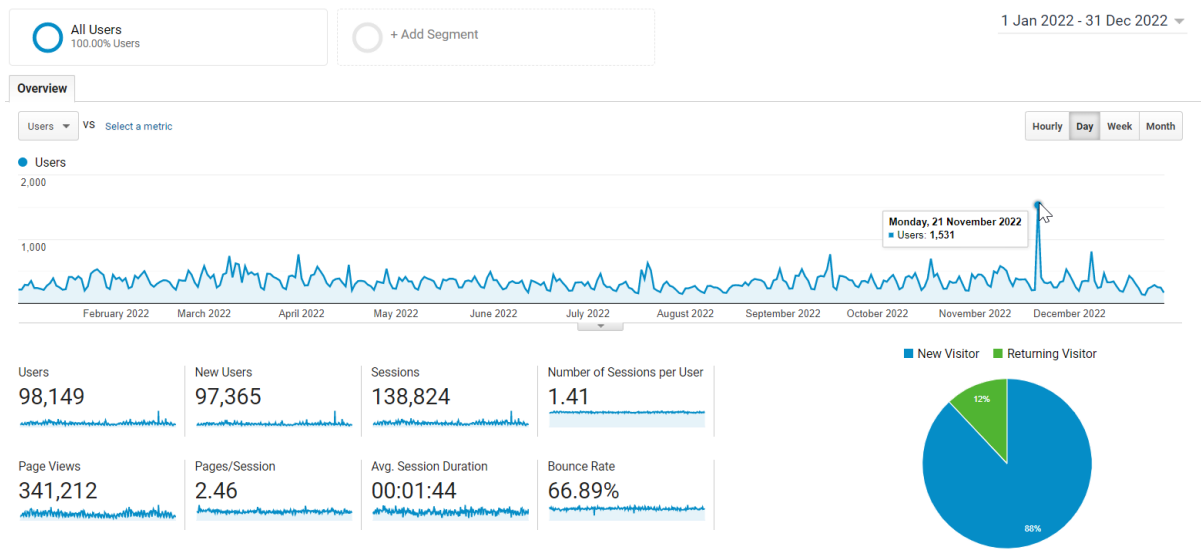 All Users
100.00% Users
+ Add Segment
1 Jan 2022 - 31 Dec 2022
Overview
Users
VS
Select a metric
Hourly
Day
Week
Month
Users
2,000
1,000
Monday, 21 November 2022
Users: 1,531
February 2022
March 2022
April 2022
May 2022
June 2022
July 2022
August 2022
September 2022
October 2022
November 2022
December 2022
Users
98,149
New Users
97,365
Sessions
138,824
Number of Sessions per User
1.41
Page Views
341,212
Pages/Session
2.46
Avg. Session Duration
00:01:44
Bounce Rate
66.89%
New Visitor
Returning Visitor
12%
88%